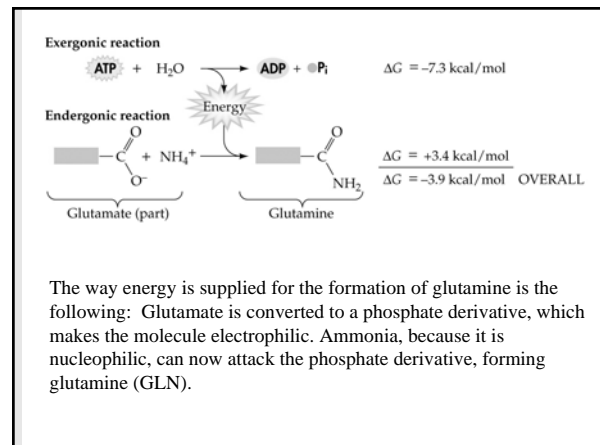 Exergonic reaction
ATP + H₂O → ADP + Pi ΔG = –7.3 kcal/mol
Energy
Endergonic reaction
C O O⁻ + NH₄⁺ → C O NH₂ ΔG = +3.4 kcal/mol
ΔG = –3.9 kcal/mol OVERALL
Glutamate (part) Glutamine
The way energy is supplied for the formation of glutamine is the
following: Glutamate is converted to a phosphate derivative, which
makes the molecule electrophilic. Ammonia, because it is
nucleophilic, can now attack the phosphate derivative, forming
glutamine (GLN).